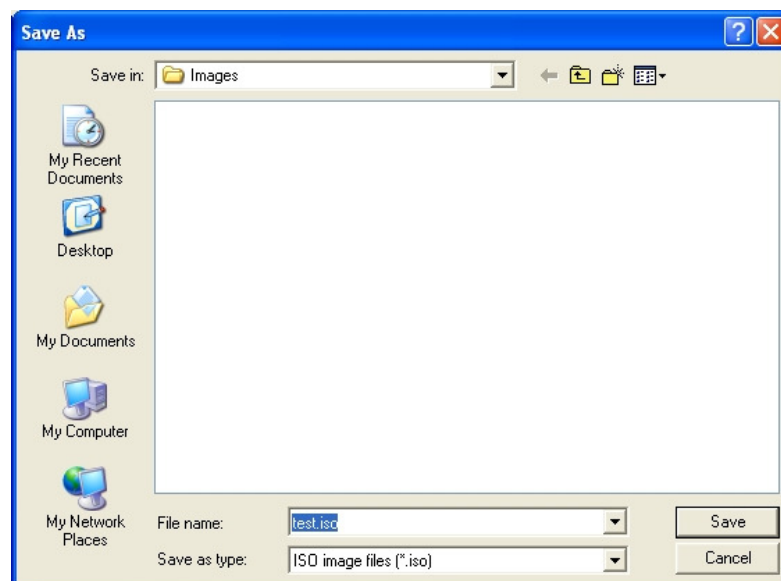 Save As
Save in:
Images
My Recent
Documents
Desktop
My Documents
My Computer
My Network
Places
File name:
test.iso
Save
Save as type:
ISO image files (*.iso)
Cancel